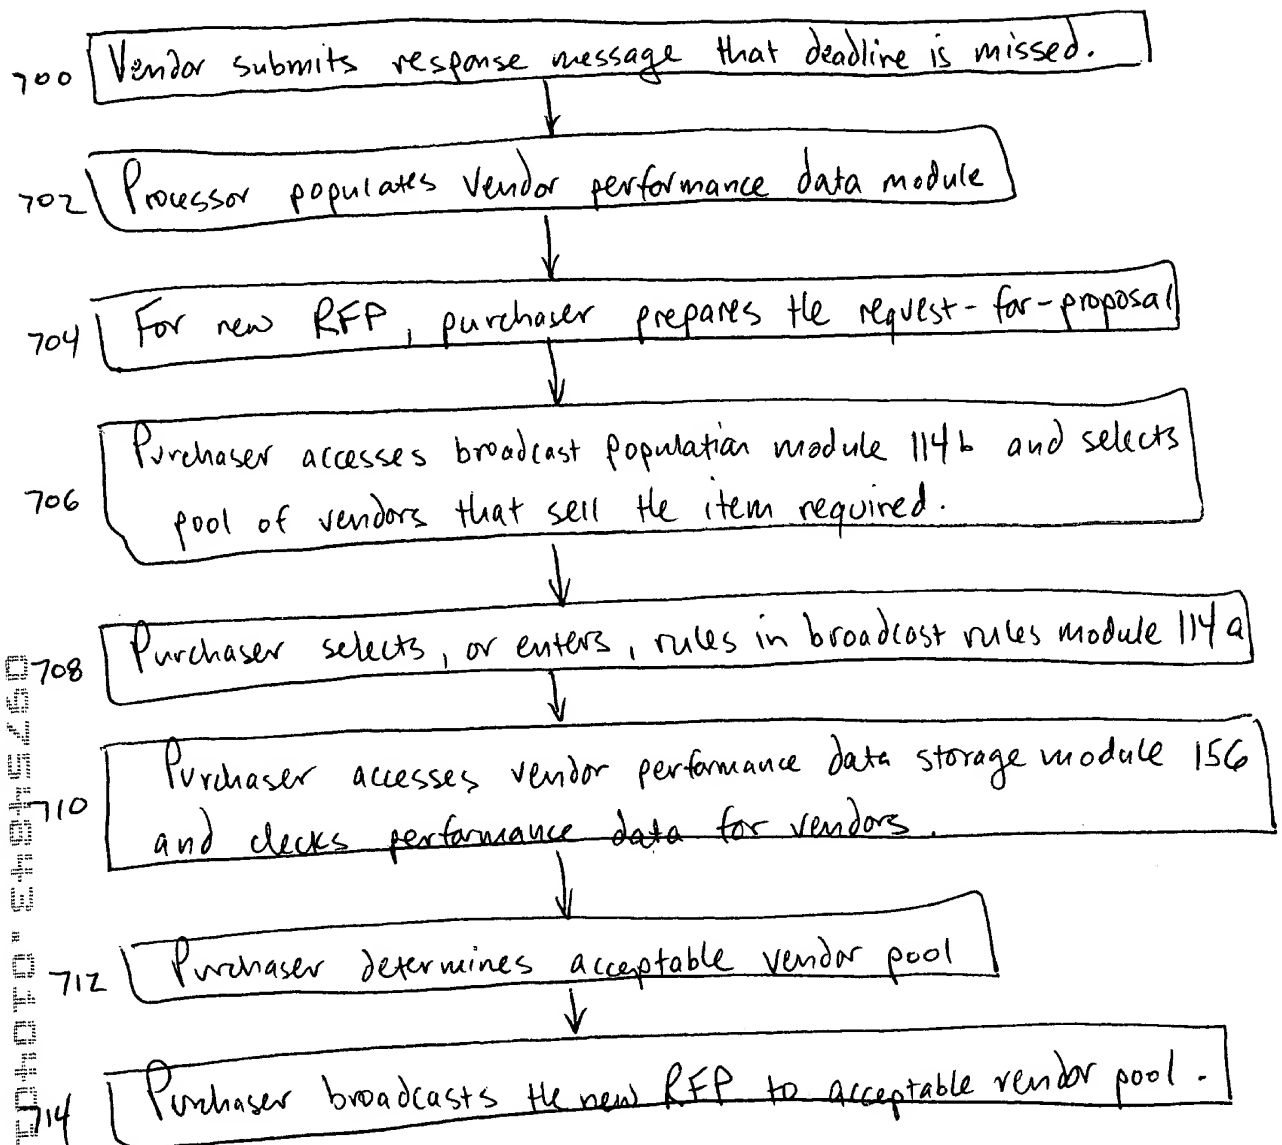 700 Vendor submits response message that deadline is missed.
702 Processor populates Vendor performance data module
704 For new RFP, purchaser prepares the request-for-proposal
Purchaser accesses broadcast population module 114b and selects
706 pool of vendors that sell the item required.
708 Purchaser selects, or enters, rules in broadcast rules module 114a
Purchaser accesses vendor performance data storage module 156
710 and checks performance data for vendors.
712 Purchaser determines acceptable vendor pool
714 Purchaser broadcasts the new RFP to acceptable vendor pool.